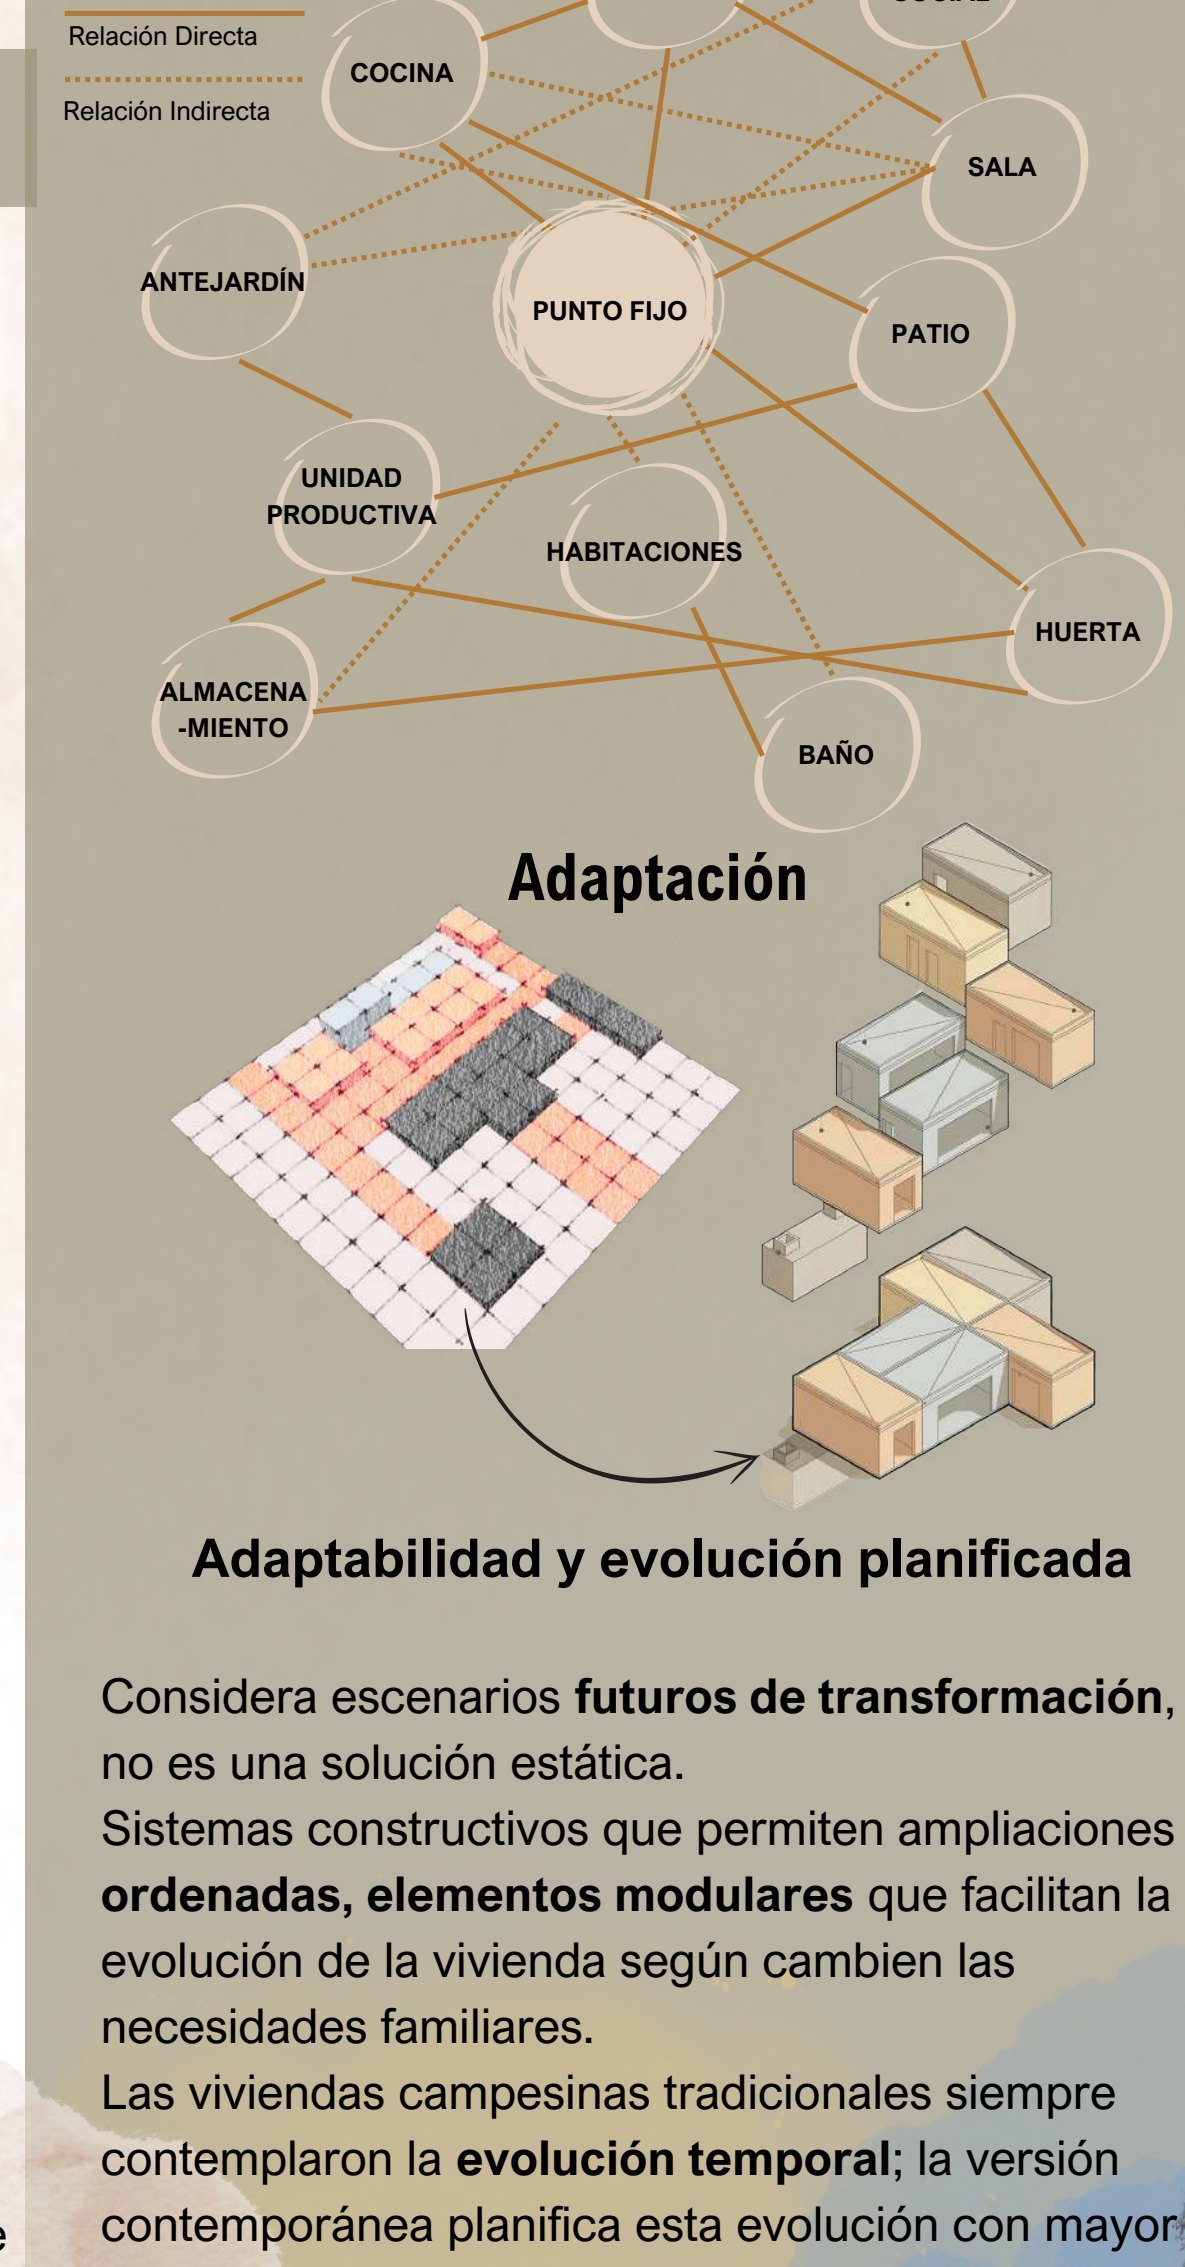 Relación Directa
Relación Indirecta
COCINA
SALA
ANTEJARDÍN
PUNTO FIJO
PATIO
UNIDAD
PRODUCTIVA
HABITACIONES
HUERTA
ALMACENA
-MIENTO
BAÑO
Adaptación
Adaptabilidad y evolución planificada
Considera escenarios futuros de transformación,
no es una solución estática.
Sistemas constructivos que permiten ampliaciones
ordenadas, elementos modulares que facilitan la
evolución de la vivienda según cambien las
necesidades familiares.
Las viviendas campesinas tradicionales siempre
contemplaron la evolución temporal; la versión
contemporánea planifica esta evolución con mayor